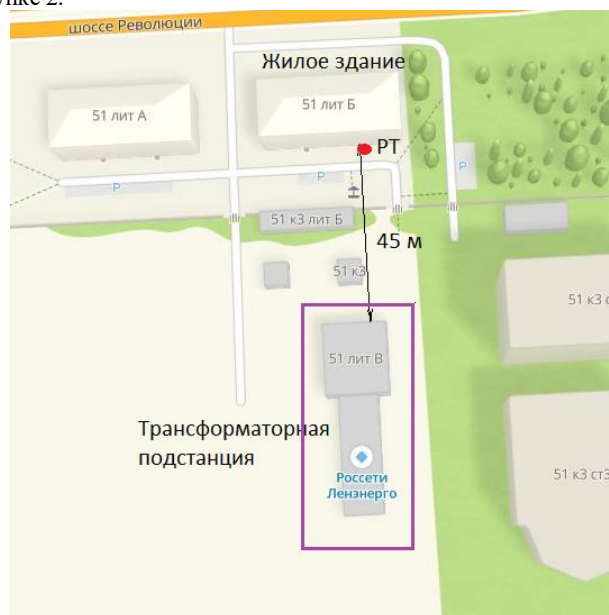 шоссе Революции
Жилое здание
51 лит А
51 лит Б
РТ
Р
Р
Р
51 к3 лит Б
45 м
51 к3
51 к3 с
51 лит В
Трансформаторная
подстанция
Россети
Ленэнерго
51 к3 ст3